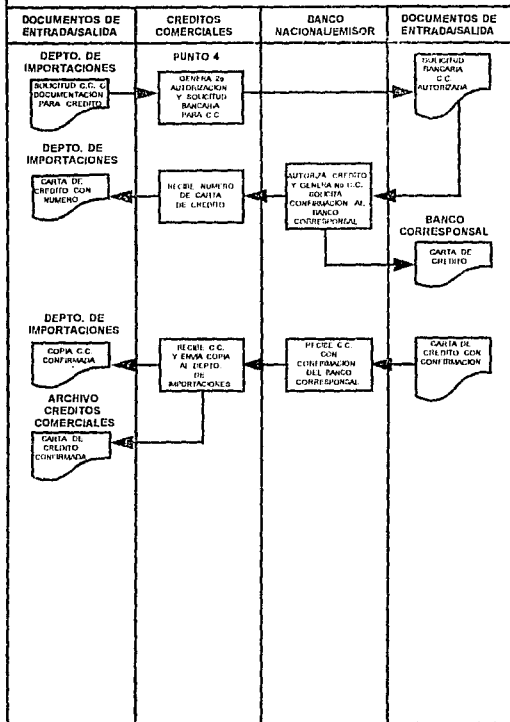 DOCUMENTOS DE
ENTRADA/SALIDA
CREDITOS
COMERCIALES
BANCO
NACIONAL/EMISOR
DOCUMENTOS DE
ENTRADA/SALIDA
DEPTO. DE
IMPORTACIONES
SOLICITUD C.C. O
DOCUMENTACION
PARA CREDITO
PUNTO 4
GENERA 2a
AUTORIZACION
Y SOLICITUD
BANCARIA
PARA C.C.
SOLICITUD
BANCARIA
C.C.
AUTORIZADA
DEPTO. DE
IMPORTACIONES
CARTA DE
CREDITO CON
NUMERO
RECIBE NUMERO
DE CARTA
DE CREDITO
AUTORIZA CREDITO
Y GENERA No C.C.
SOLICITA
CONFIRMACION AL
BANCO
CORRESPONSAL
BANCO
CORRESPONSAL
CARTA DE
CREDITO
DEPTO. DE
IMPORTACIONES
COPIA C.C.
CONFIRMADA
RECIBE C.C.
Y ENVIA COPIA
AL DEPTO.
DE
IMPORTACIONES
RECIBE C.C.
CON
CONFIRMACION
DEL BANCO
CORRESPONSAL
CARTA DE
CREDITO CON
CONFIRMACION
ARCHIVO
CREDITOS
COMERCIALES
CARTA DE
CREDITO
CONFIRMADA